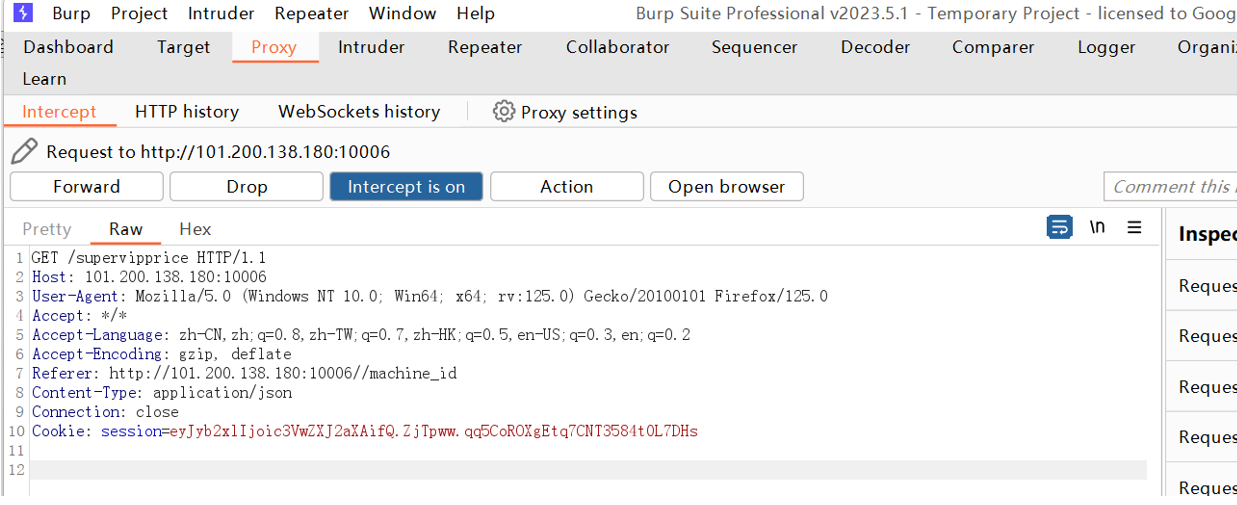 Burp Project Intruder Repeater Window Help Burp Suite Professional v2023.5.1 - Temporary Project - licensed to Goog
Dashboard Target Proxy Intruder Repeater Collaborator Sequencer Decoder Comparer Logger Organi
Learn
Intercept HTTP history WebSockets history Proxy settings
Request to http://101.200.138.180:10006
Forward Drop Intercept is on Action Open browser Comment this
Pretty Raw Hex \n Inspec
1 GET /supervipprice HTTP/1.1
2 Host: 101.200.138.180:10006
3 User-Agent: Mozilla/5.0 (Windows NT 10.0; Win64; x64; rv:125.0) Gecko/20100101 Firefox/125.0
4 Accept: */*
5 Accept-Language: zh-CN,zh;q=0.8,zh-TW;q=0.7,zh-HK;q=0.5,en-US;q=0.3,en;q=0.2
6 Accept-Encoding: gzip, deflate
7 Referer: http://101.200.138.180:10006//machine_id
8 Content-Type: application/json
9 Connection: close
10 Cookie: session=eyJyb2xlIjoic3VwZXJ2aXAifQ.ZjTpww.qq5CoROXgEtq7CNT3584tOL7DHs
11
12
Reques
Reques
Reques
Reques
Reques